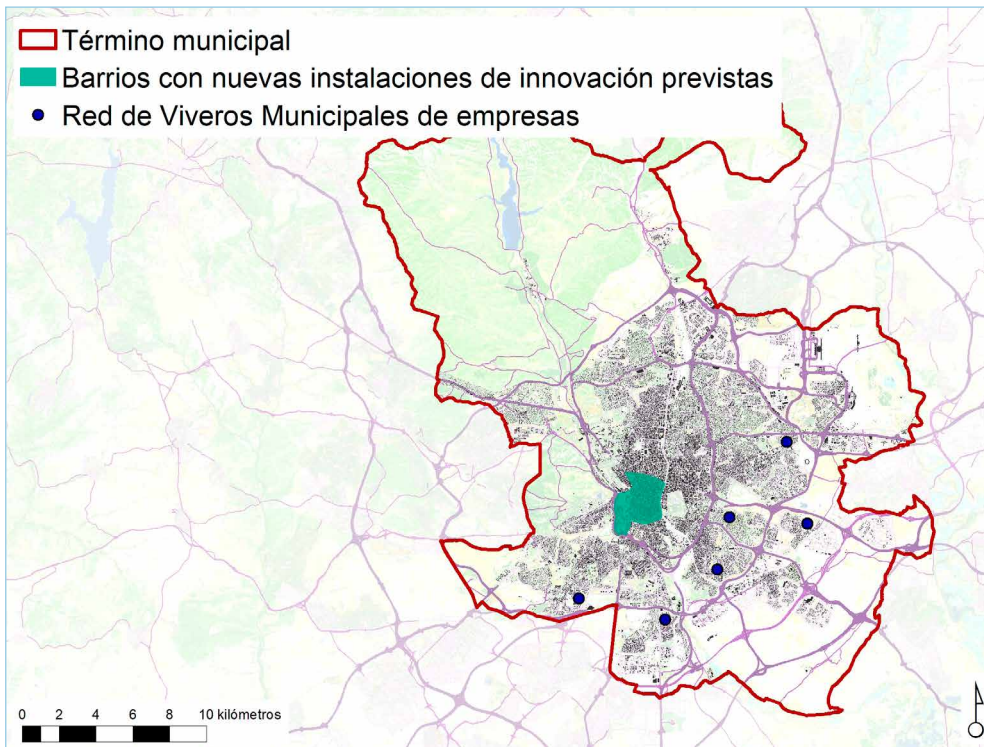 Término municipal
Barrios con nuevas instalaciones de innovación previstas
Red de Viveros Municipales de empresas
0 2 4 6 8 10 kilómetros